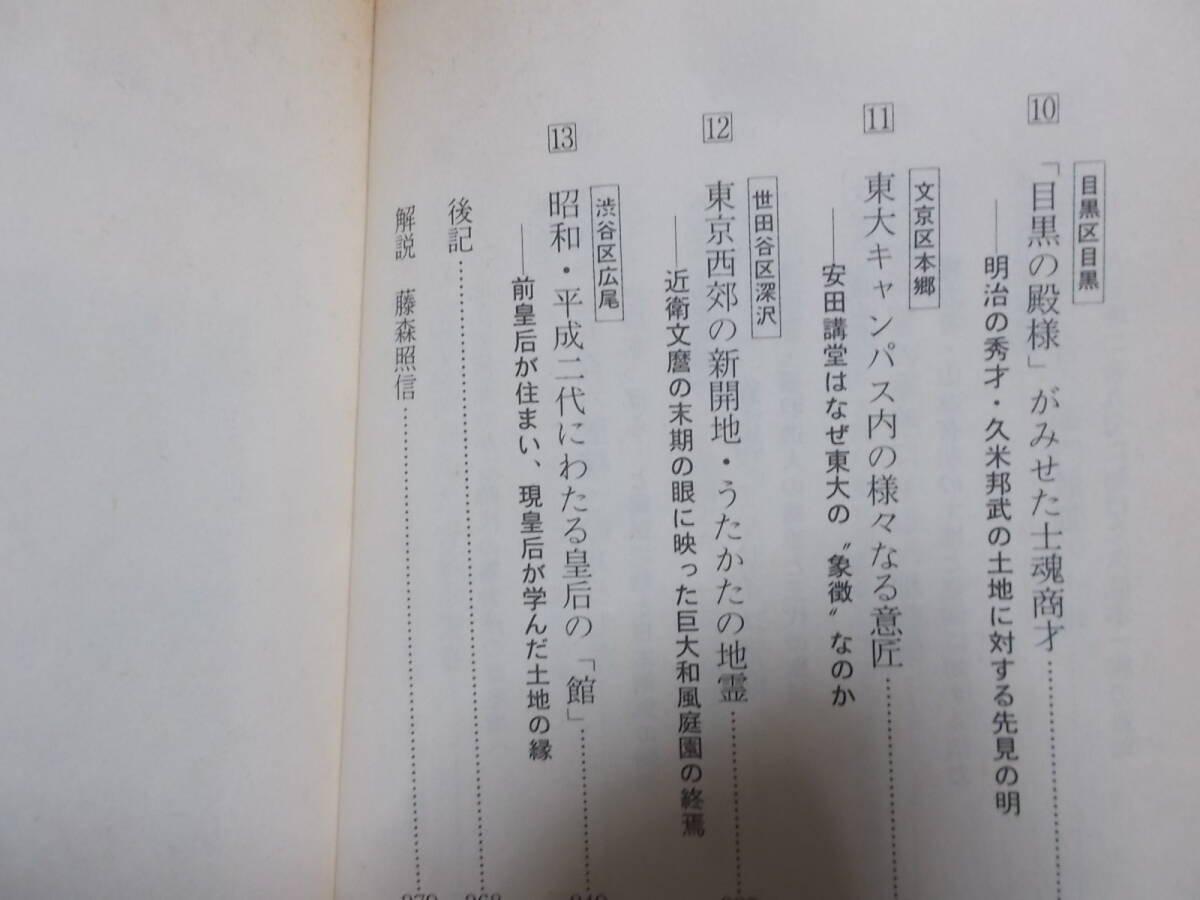 目黒区目黒
10 「目黒の殿様」がみせた士魂商才
──明治の秀才・久米邦武の土地に対する先見の明
文京区本郷
11 東大キャンパス内の様々なる意匠
──安田講堂はなぜ東大の〝象徴〟なのか
世田谷区深沢
12 東京西郊の新開地・うたかたの地霊
──近衛文麿の末期の眼に映った巨大和風庭園の終焉
渋谷区広尾
13 昭和・平成二代にわたる皇后の「館」
──前皇后が住まい、現皇后が学んだ土地の縁
後記
解説 藤森照信